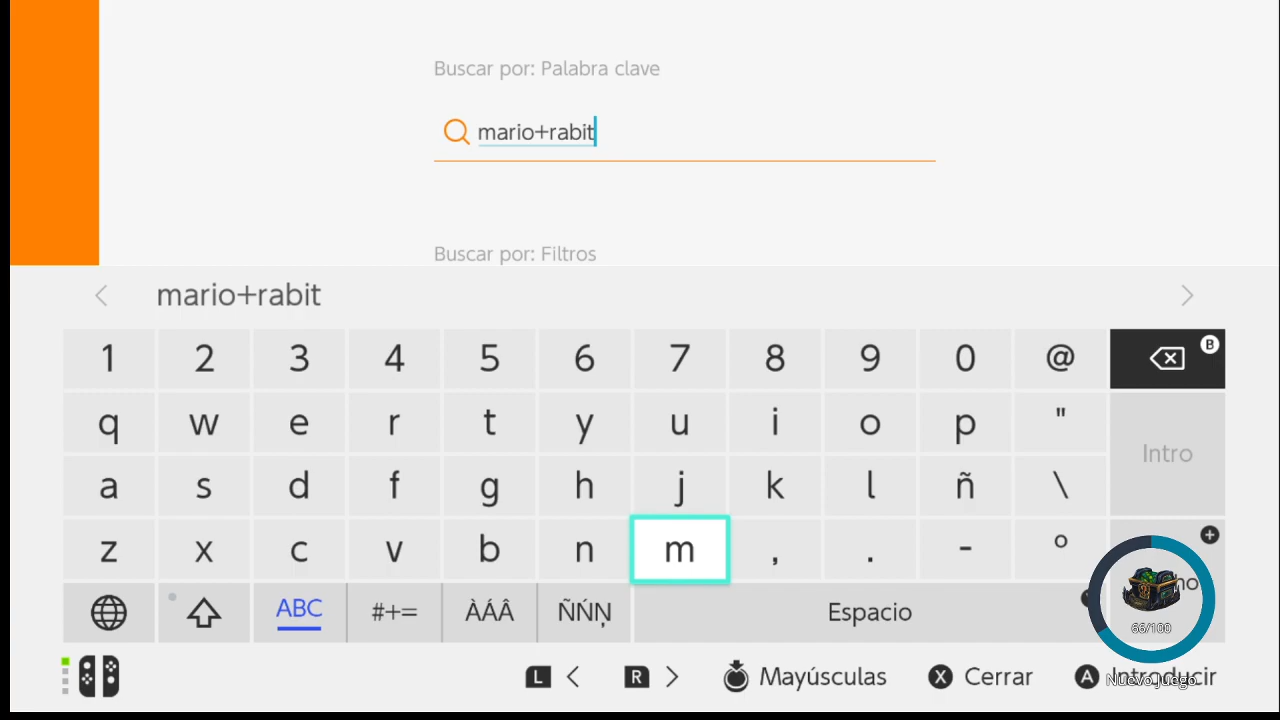 Buscar por: Palabra clave
mario+rabit
Buscar por: Filtros
mario+rabit
1 2 3 4 5 6 7 8 9 0 @ B
q w e r t y u i o p "
Intro
a s d f g h j k l ñ \
z x c v b n m , . - º +
66/100
ABC #+= ÀÁÂ ÑŃŅ Espacio
L < R > Mayúsculas X Cerrar A Introducir
Nuevo juego